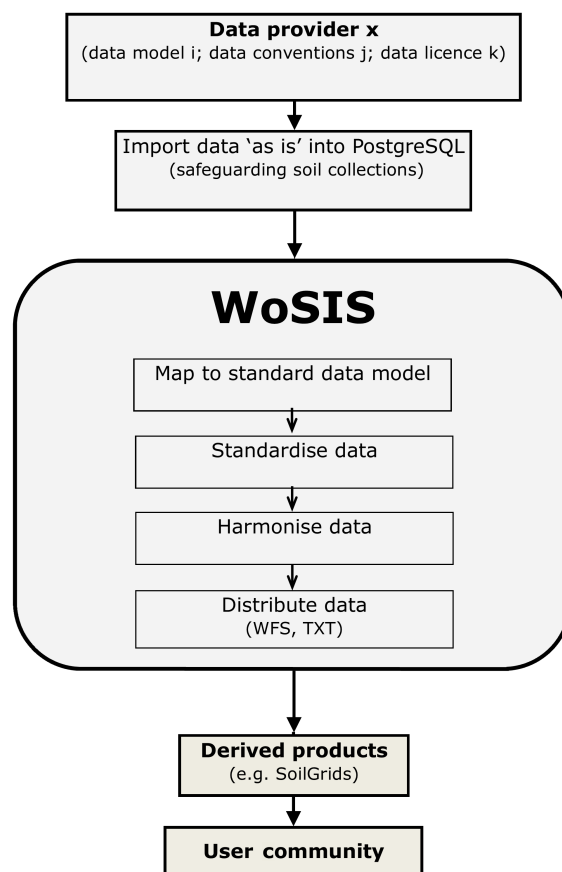 Data provider x
(data model i; data conventions j; data licence k)
Import data ‘as is’ into PostgreSQL
(safeguarding soil collections)
WoSIS
Map to standard data model
Standardise data
Harmonise data
Distribute data
(WFS, TXT)
Derived products
(e.g. SoilGrids)
User community